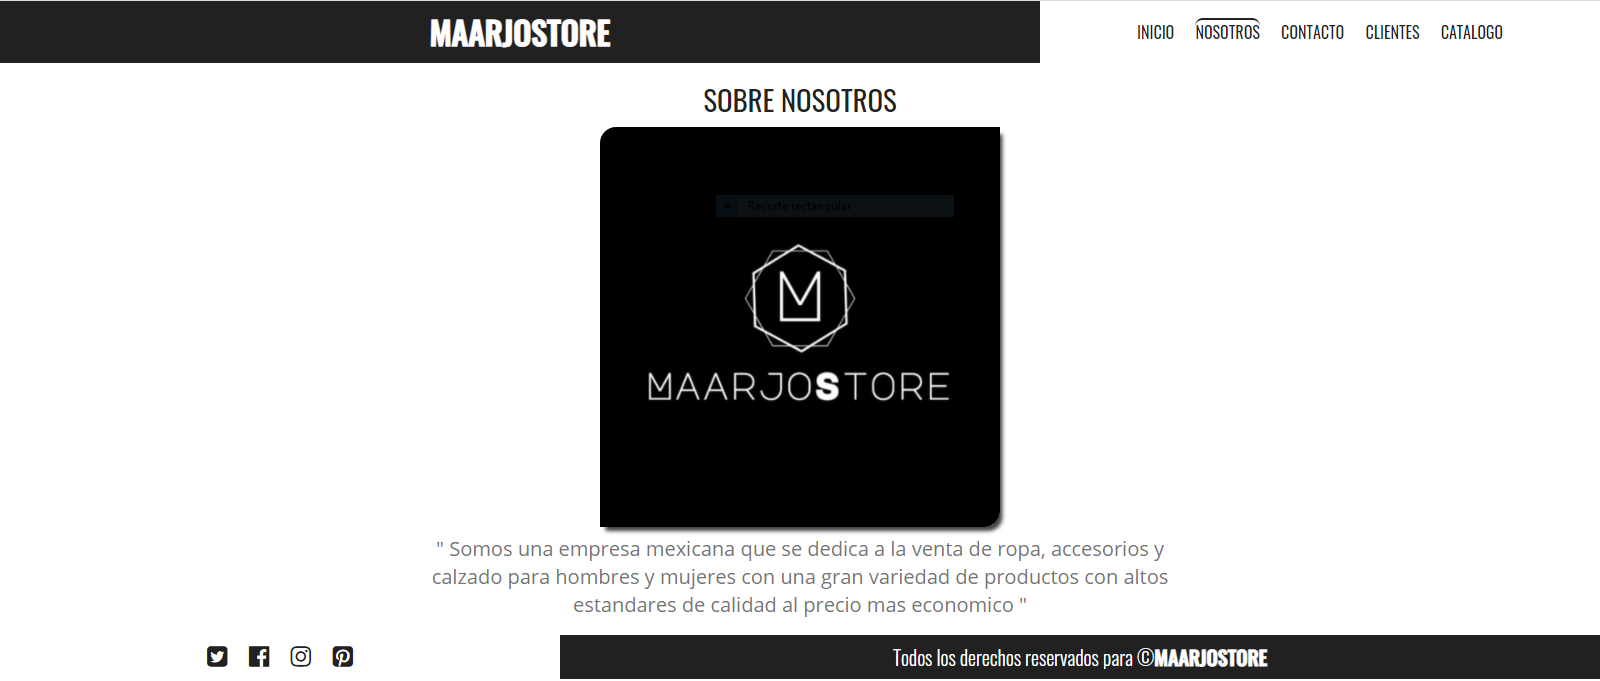 MAARJOSTORE
INICIO NOSOTROS CONTACTO CLIENTES CATALOGO
SOBRE NOSOTROS
Recorte rectangular
M
MAARJOSTORE
" Somos una empresa mexicana que se dedica a la venta de ropa, accesorios y
calzado para hombres y mujeres con una gran variedad de productos con altos
estandares de calidad al precio mas economico "
Todos los derechos reservados para ©MAARJOSTORE